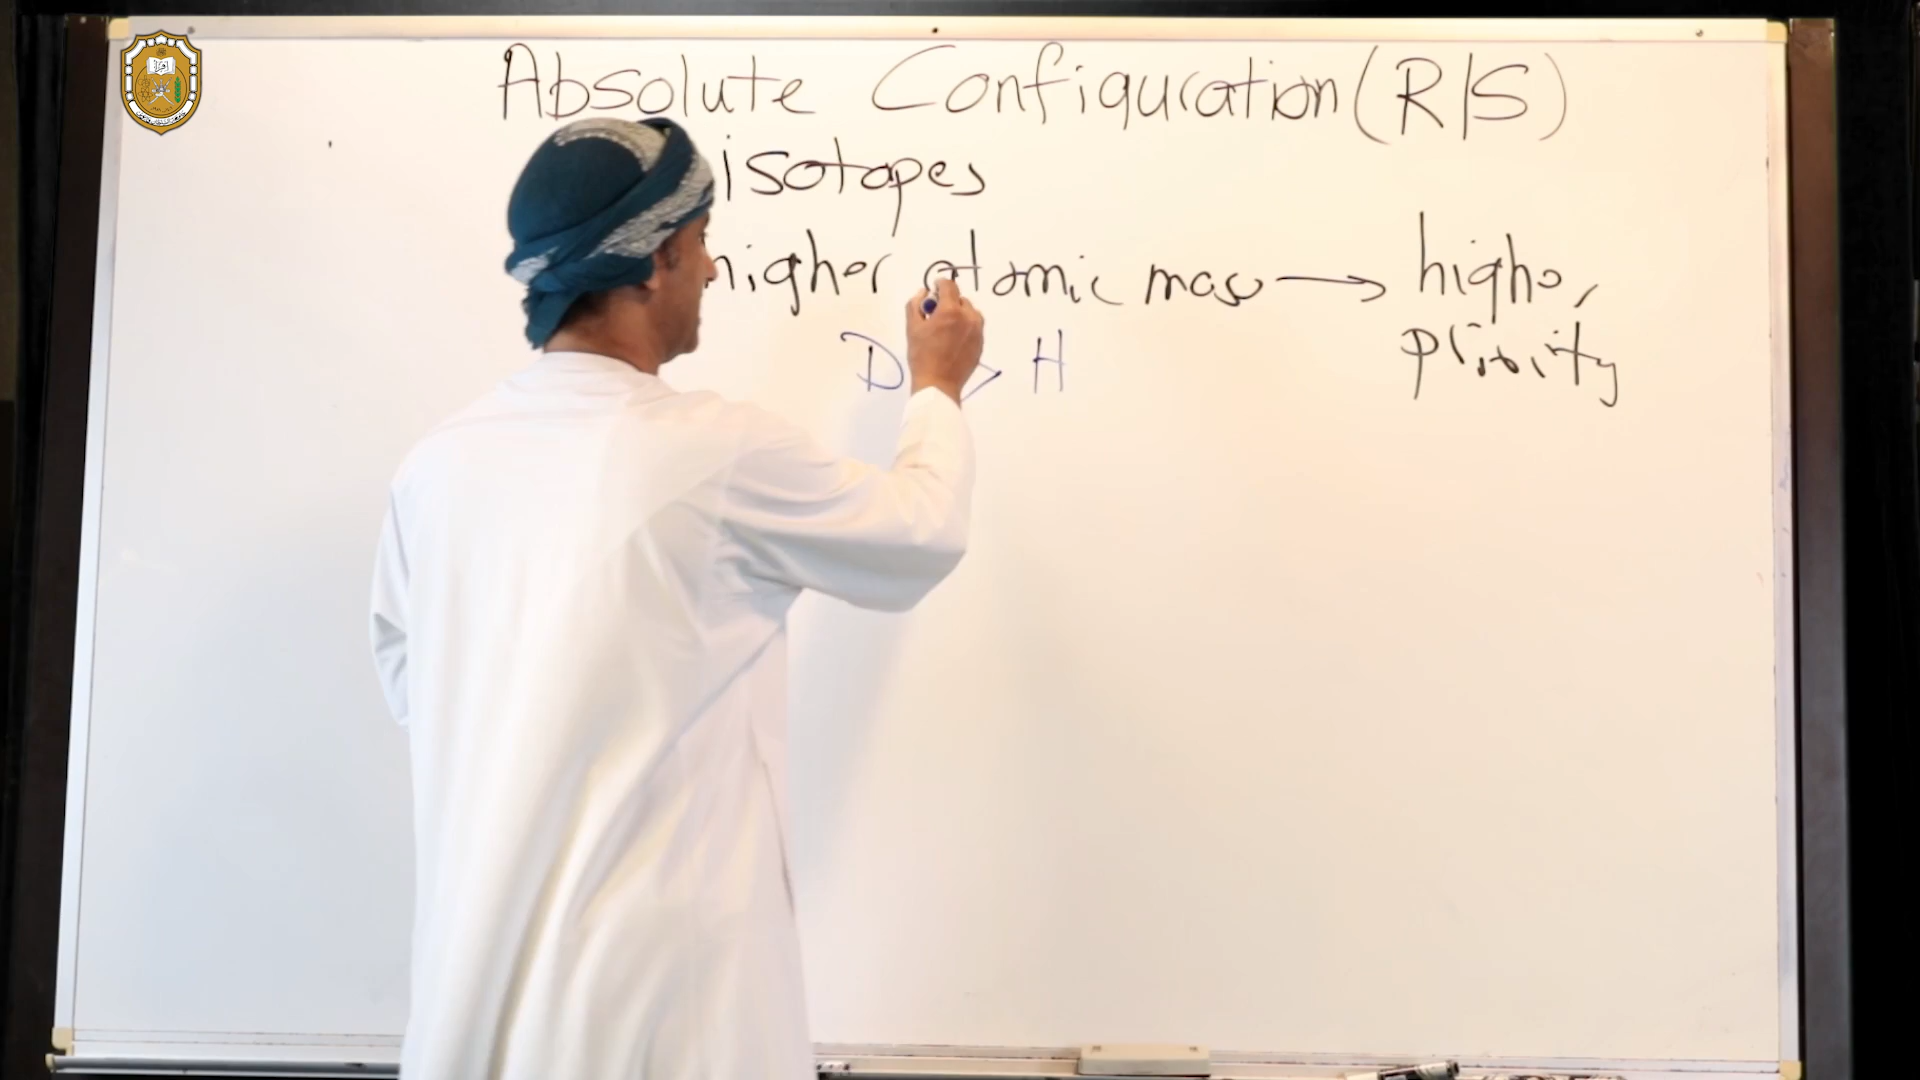 Absolute Configuration (R/S)
isotopes
higher atomic mass → higher
priority
D > H